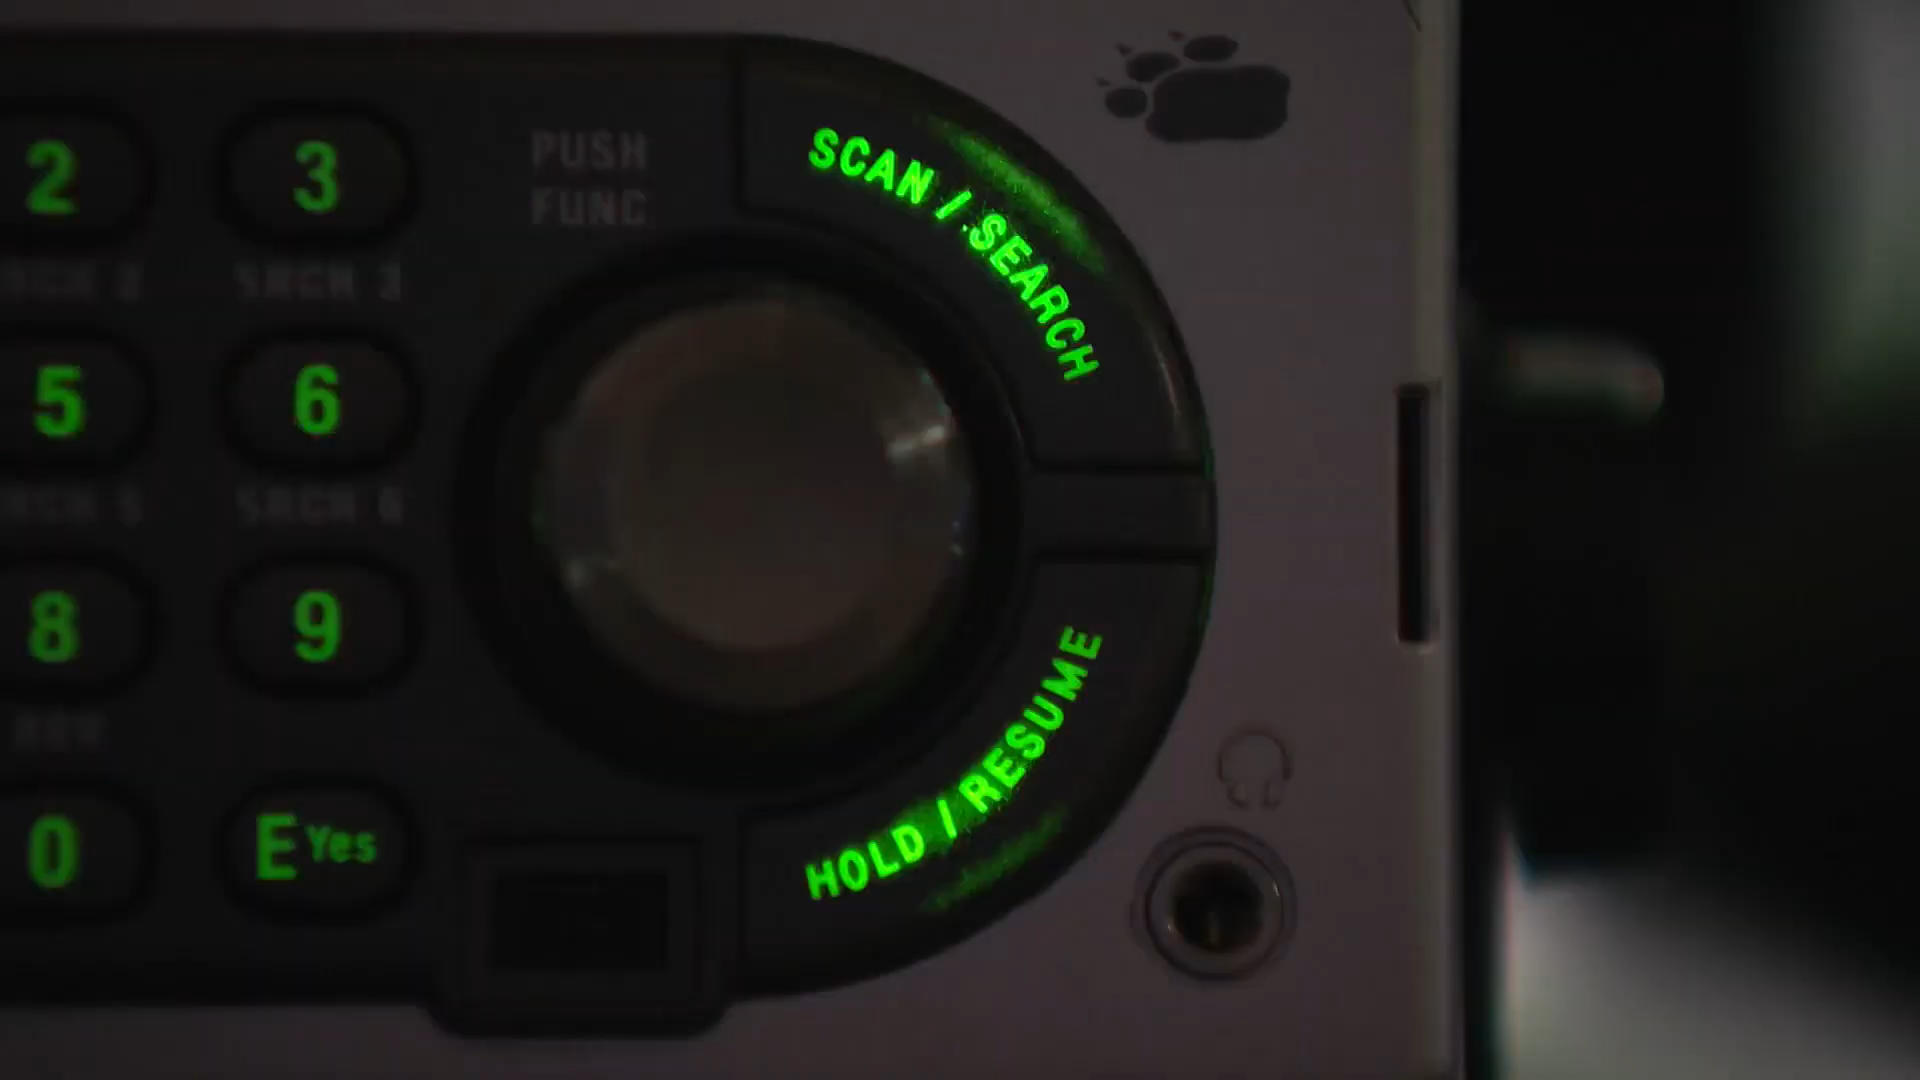 PUSH
FUNC
SCAN / SEARCH
2
3
SRCH 3
5
6
SRCH 6
8
9
HOLD / RESUME
0
E Yes